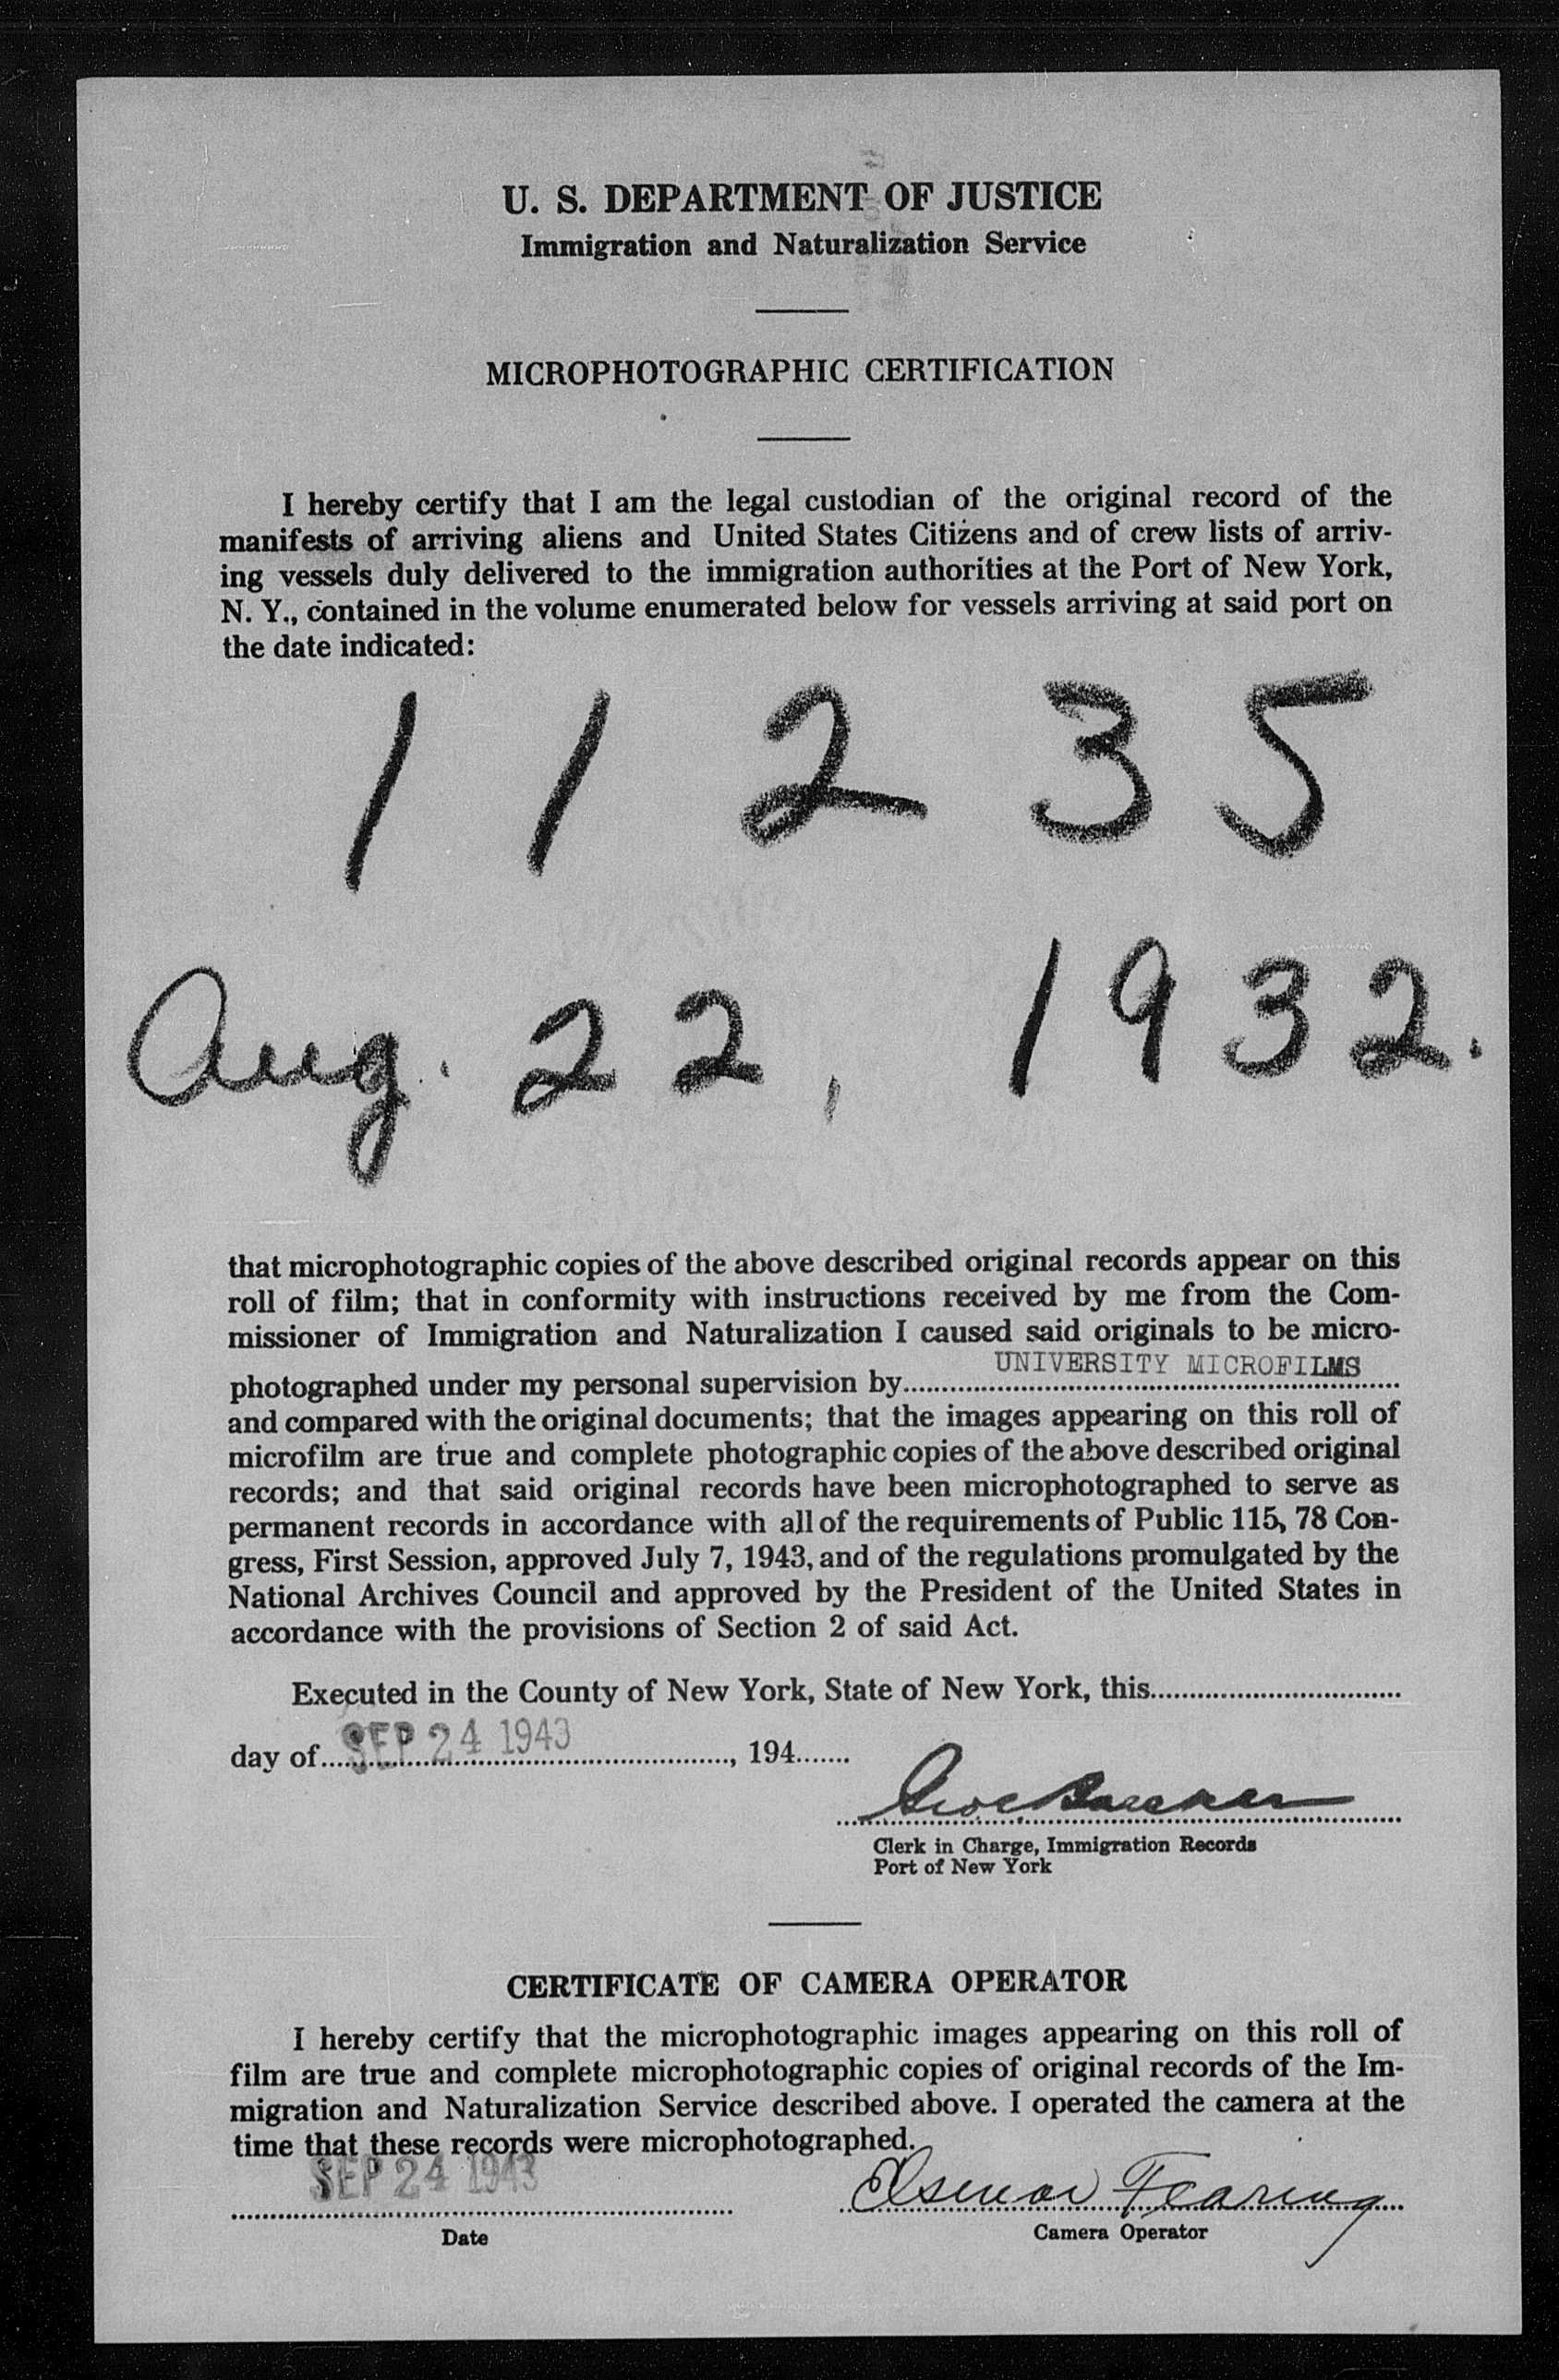 U. S. DEPARTMENT OF JUSTICE
Immigration and Naturalization Service
MICROPHOTOGRAPHIC CERTIFICATION
I hereby certify that I am the legal custodian of the original record of the
manifests of arriving aliens and United States Citizens and of crew lists of arriv-
ing vessels duly delivered to the immigration authorities at the Port of New York,
N. Y., contained in the volume enumerated below for vessels arriving at said port on
the date indicated:
1 1 2 3 5
Aug. 22, 1932.
that microphotographic copies of the above described original records appear on this
roll of film; that in conformity with instructions received by me from the Com-
missioner of Immigration and Naturalization I caused said originals to be micro-
photographed under my personal supervision by UNIVERSITY MICROFILMS
and compared with the original documents; that the images appearing on this roll of
microfilm are true and complete photographic copies of the above described original
records; and that said original records have been microphotographed to serve as
permanent records in accordance with all of the requirements of Public 115, 78 Con-
gress, First Session, approved July 7, 1943, and of the regulations promulgated by the
National Archives Council and approved by the President of the United States in
accordance with the provisions of Section 2 of said Act.
Executed in the County of New York, State of New York, this
day of SEP 24 1943, 194
Clerk in Charge, Immigration Records
Port of New York
CERTIFICATE OF CAMERA OPERATOR
I hereby certify that the microphotographic images appearing on this roll of
film are true and complete microphotographic copies of original records of the Im-
migration and Naturalization Service described above. I operated the camera at the
time that these records were microphotographed.
SEP 24 1943
Fearing
Date
Camera Operator